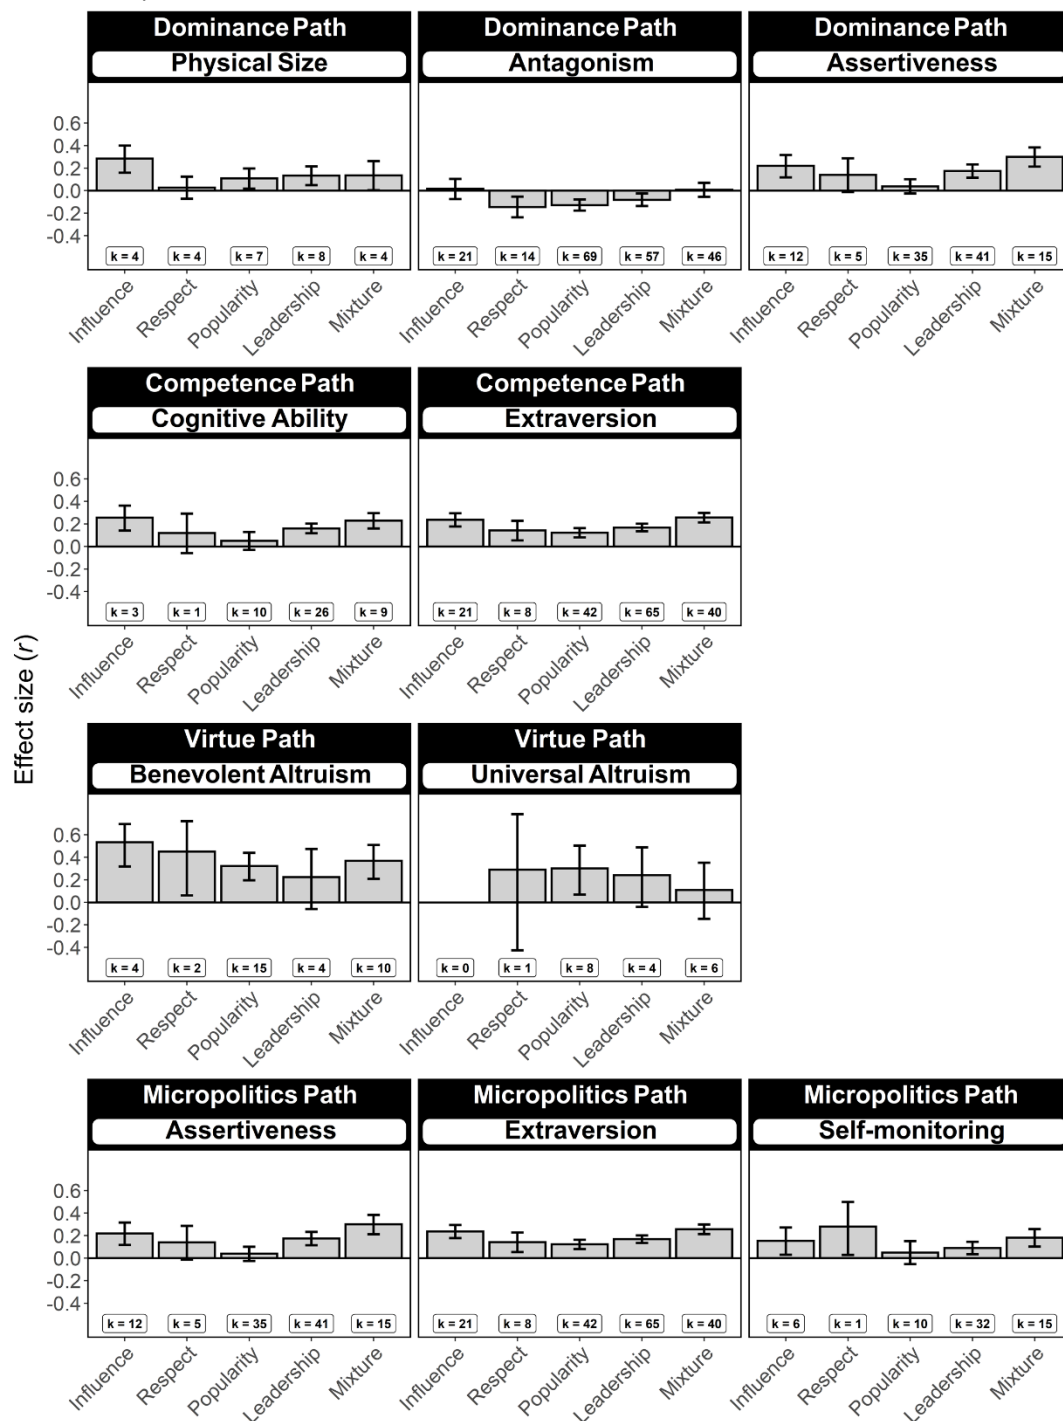 Dominance Path Dominance Path Dominance Path
Physical Size Antagonism Assertiveness
0.6
0.4
0.2
0.0
-0.2
-0.4
k = 4 k = 4 k = 7 k = 8 k = 4 k = 21 k = 14 k = 69 k = 57 k = 46 k = 12 k = 5 k = 35 k = 41 k = 15
Influence Respect Popularity Leadership Mixture Influence Respect Popularity Leadership Mixture Influence Respect Popularity Leadership Mixture
Competence Path Competence Path
Cognitive Ability Extraversion
0.6
0.4
0.2
0.0
-0.2
-0.4
k = 3 k = 1 k = 10 k = 26 k = 9 k = 21 k = 8 k = 42 k = 65 k = 40
Influence Respect Popularity Leadership Mixture Influence Respect Popularity Leadership Mixture
Effect size (r)
Virtue Path Virtue Path
Benevolent Altruism Universal Altruism
0.6
0.4
0.2
0.0
-0.2
-0.4
k = 4 k = 2 k = 15 k = 4 k = 10 k = 0 k = 1 k = 8 k = 4 k = 6
Influence Respect Popularity Leadership Mixture Influence Respect Popularity Leadership Mixture
Micropolitics Path Micropolitics Path Micropolitics Path
Assertiveness Extraversion Self-monitoring
0.6
0.4
0.2
0.0
-0.2
-0.4
k = 12 k = 5 k = 35 k = 41 k = 15 k = 21 k = 8 k = 42 k = 65 k = 40 k = 6 k = 1 k = 10 k = 32 k = 15
Influence Respect Popularity Leadership Mixture Influence Respect Popularity Leadership Mixture Influence Respect Popularity Leadership Mixture